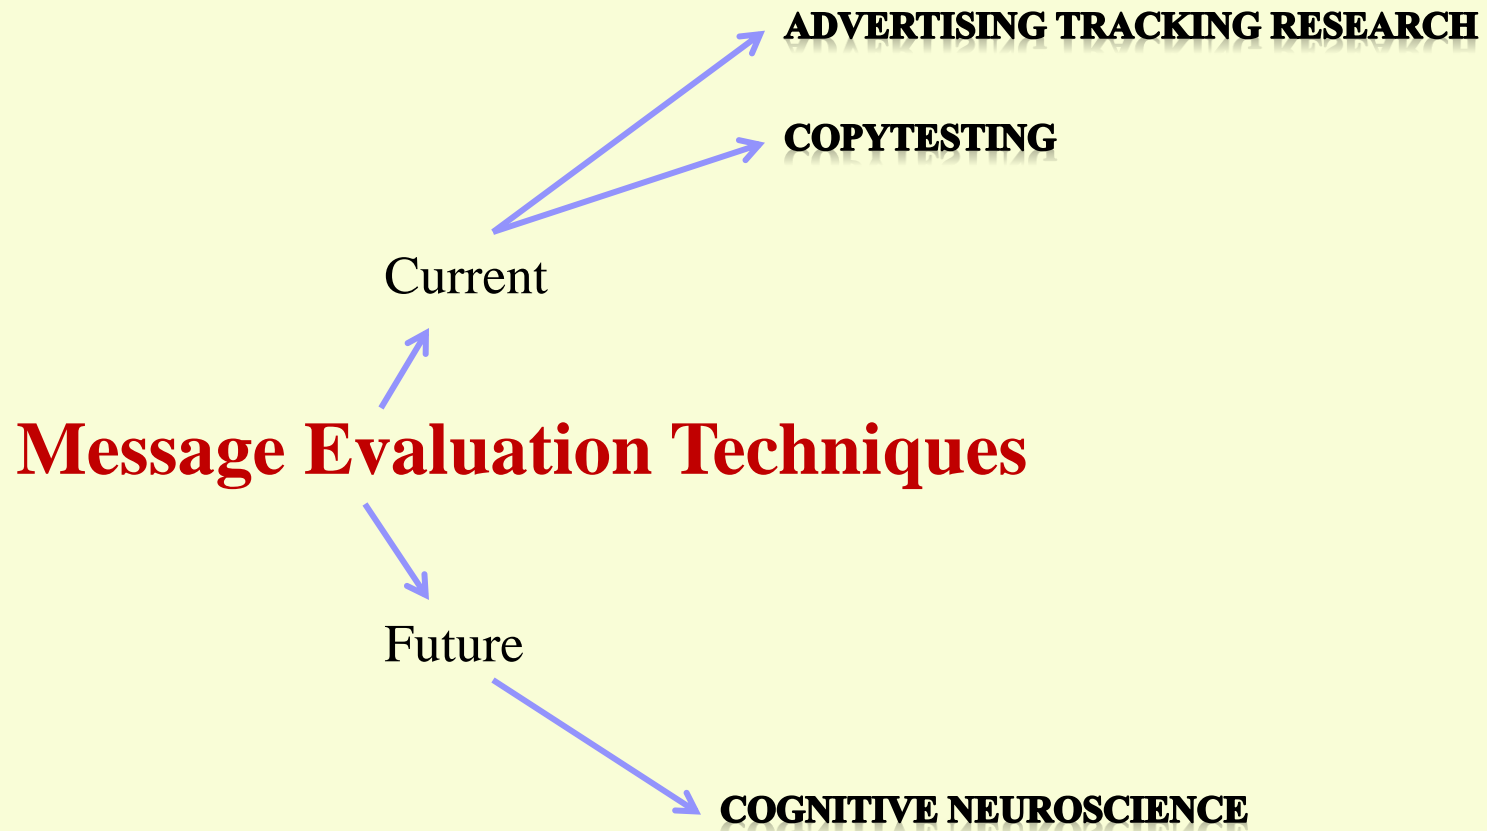 ADVERTISING TRACKING RESEARCH
COPYTESTING
Current
Message Evaluation Techniques
Future
COGNITIVE NEUROSCIENCE